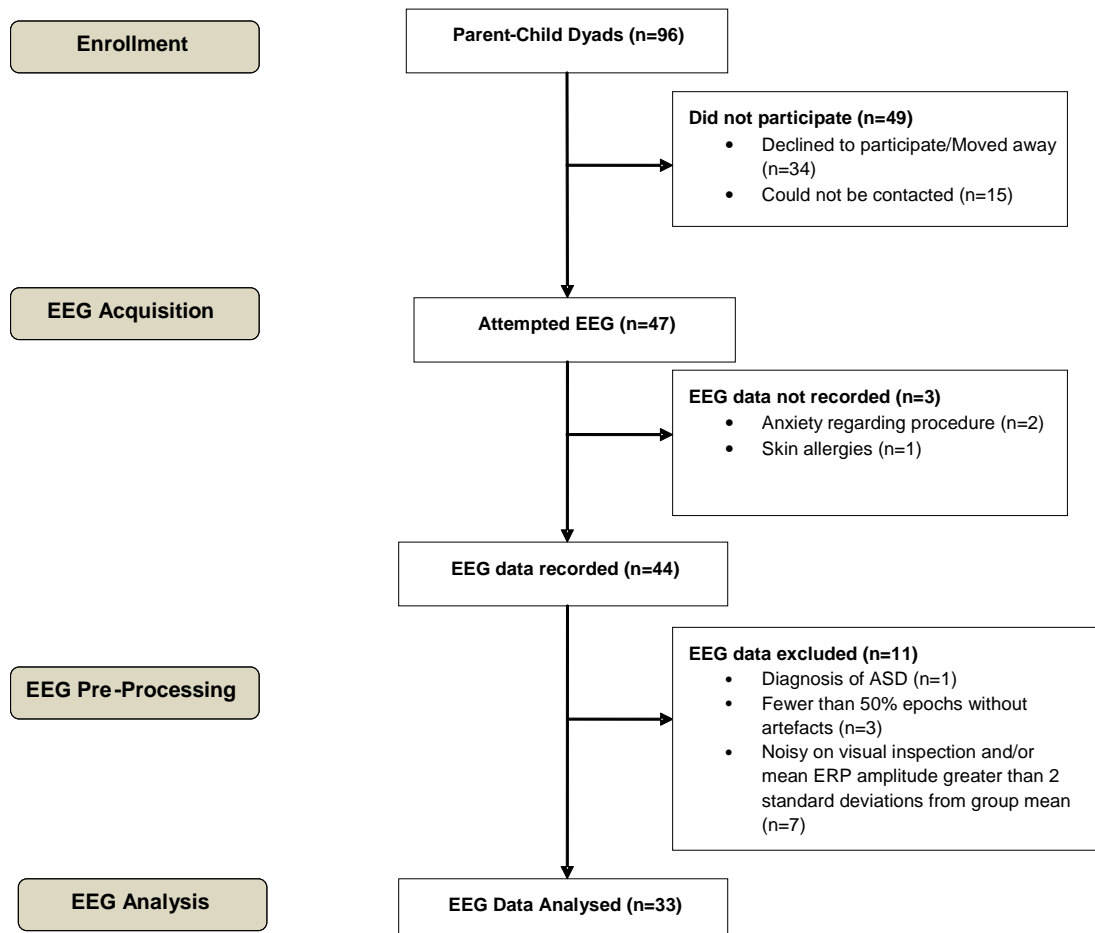 Enrollment
Parent-Child Dyads (n=96)
Did not participate (n=49)
• Declined to participate/Moved away
(n=34)
• Could not be contacted (n=15)
EEG Acquisition
Attempted EEG (n=47)
EEG data not recorded (n=3)
• Anxiety regarding procedure (n=2)
• Skin allergies (n=1)
EEG data recorded (n=44)
EEG Pre-Processing
EEG data excluded (n=11)
• Diagnosis of ASD (n=1)
• Fewer than 50% epochs without
artefacts (n=3)
• Noisy on visual inspection and/or
mean ERP amplitude greater than 2
standard deviations from group mean
(n=7)
EEG Analysis
EEG Data Analysed (n=33)